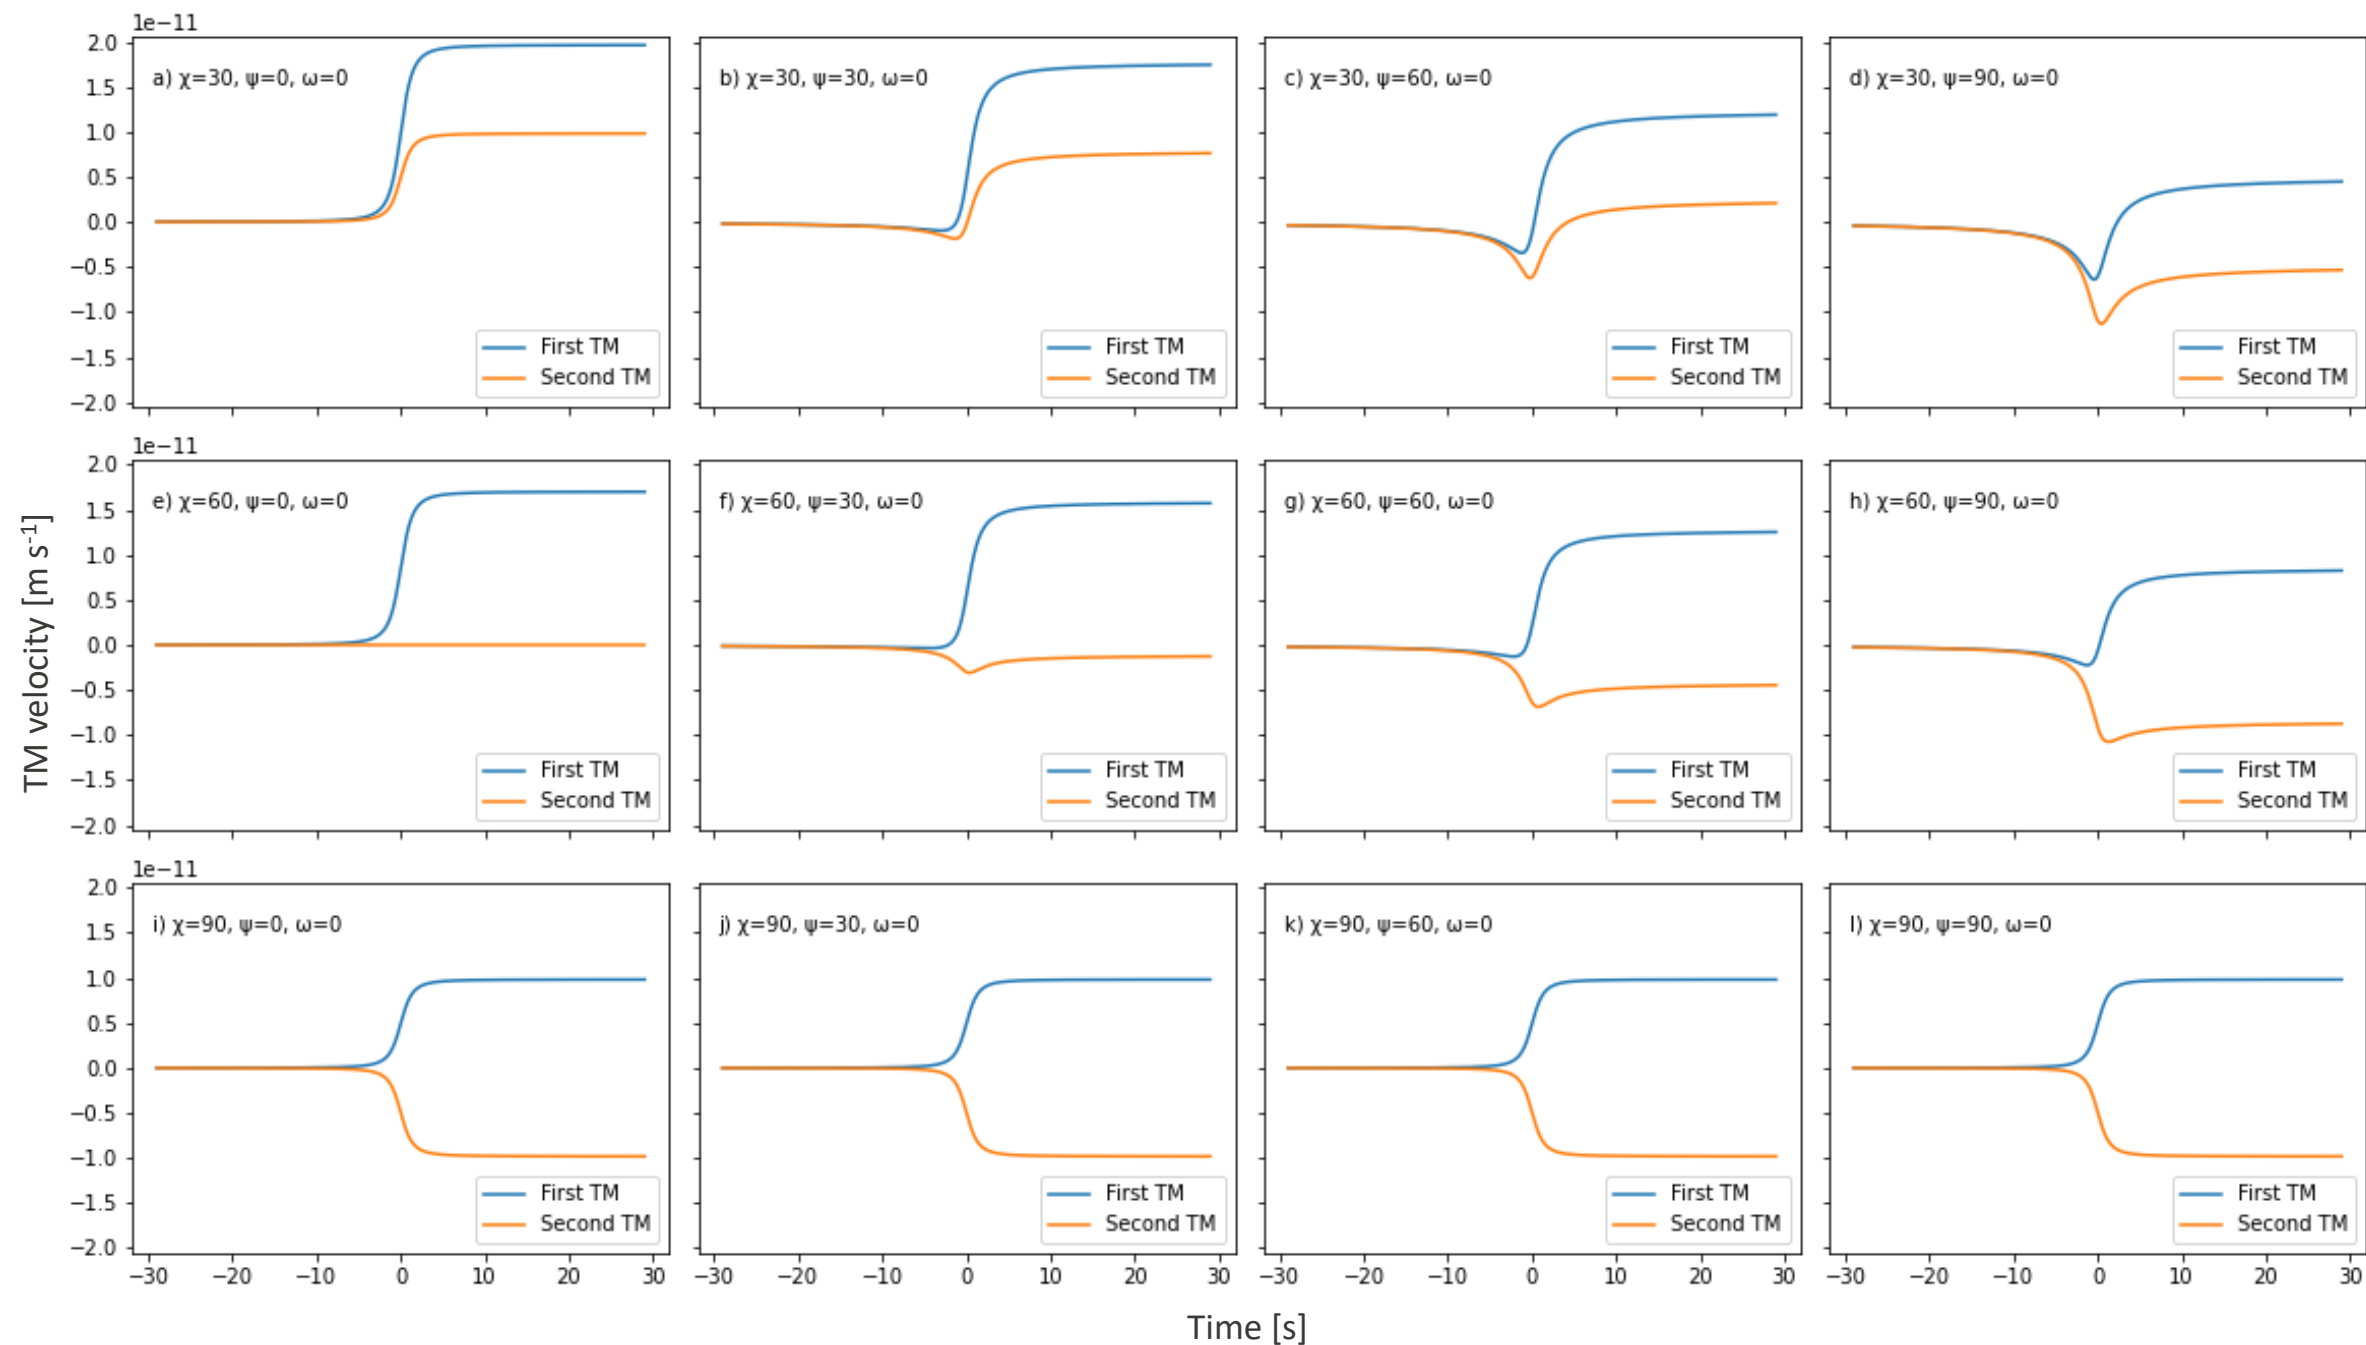 1e−11
2.0
1.5
1.0
0.5
0.0
−0.5
−1.0
−1.5
−2.0
a) χ=30, ψ=0, ω=0
First TM
Second TM
b) χ=30, ψ=30, ω=0
First TM
Second TM
c) χ=30, ψ=60, ω=0
First TM
Second TM
d) χ=30, ψ=90, ω=0
First TM
Second TM
1e−11
2.0
1.5
1.0
0.5
0.0
−0.5
−1.0
−1.5
−2.0
e) χ=60, ψ=0, ω=0
First TM
Second TM
f) χ=60, ψ=30, ω=0
First TM
Second TM
g) χ=60, ψ=60, ω=0
First TM
Second TM
h) χ=60, ψ=90, ω=0
First TM
Second TM
TM velocity [m s⁻¹]
1e−11
2.0
1.5
1.0
0.5
0.0
−0.5
−1.0
−1.5
−2.0
i) χ=90, ψ=0, ω=0
First TM
Second TM
j) χ=90, ψ=30, ω=0
First TM
Second TM
k) χ=90, ψ=60, ω=0
First TM
Second TM
l) χ=90, ψ=90, ω=0
First TM
Second TM
−30 −20 −10 0 10 20 30
−30 −20 −10 0 10 20 30
−30 −20 −10 0 10 20 30
−30 −20 −10 0 10 20 30
Time [s]